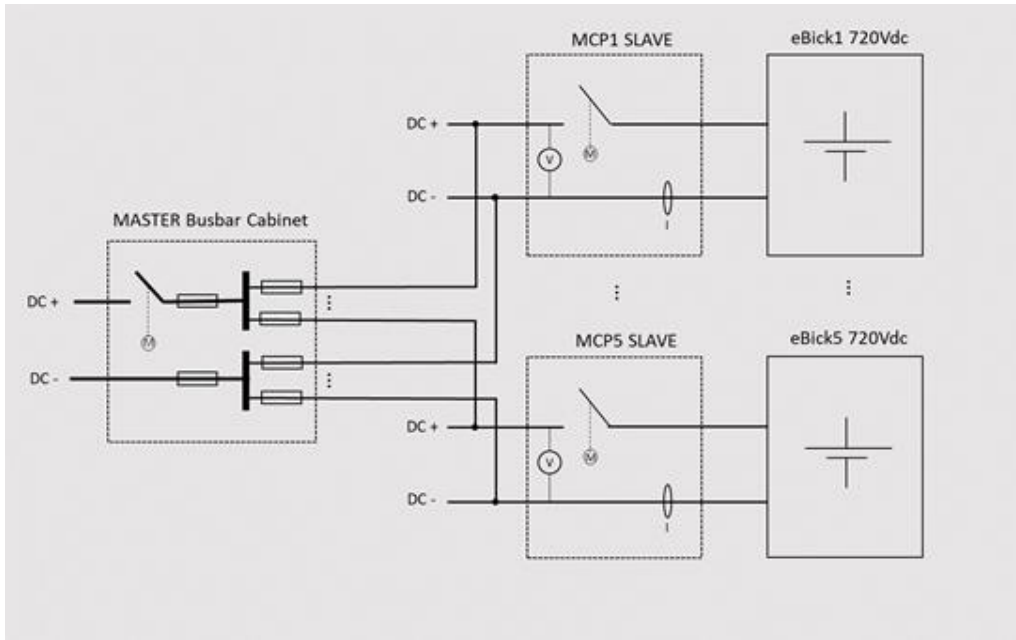 MCP1 SLAVE
eBick1 720Vdc
DC +
M
V
DC -
I
MASTER Busbar Cabinet
DC +
M
DC -
MCP5 SLAVE
eBick5 720Vdc
DC +
M
V
DC -
I